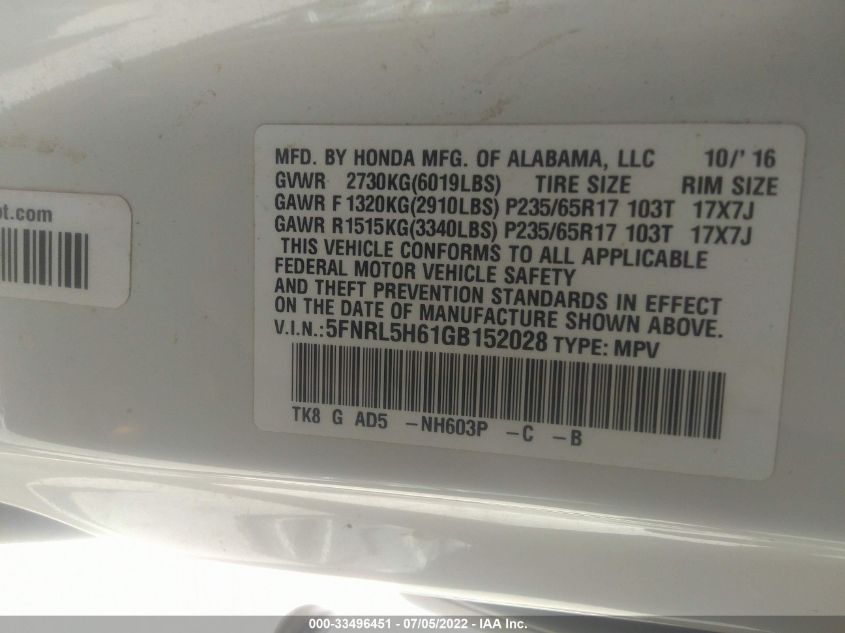 MFD. BY HONDA MFG. OF ALABAMA, LLC 10/' 16
GVWR 2730KG(6019LBS) TIRE SIZE RIM SIZE
GAWR F1320KG(2910LBS) P235/65R17 103T 17X7J
GAWR R1515KG(3340LBS) P235/65R17 103T 17X7J
THIS VEHICLE CONFORMS TO ALL APPLICABLE
FEDERAL MOTOR VEHICLE SAFETY
AND THEFT PREVENTION STANDARDS IN EFFECT
ON THE DATE OF MANUFACTURE SHOWN ABOVE.
V.I.N.:5FNRL5H61GB152028 TYPE: MPV
TK8 G AD5 -NH603P -C -B
pt.com
000-33496451 - 07/05/2022 - IAA Inc.